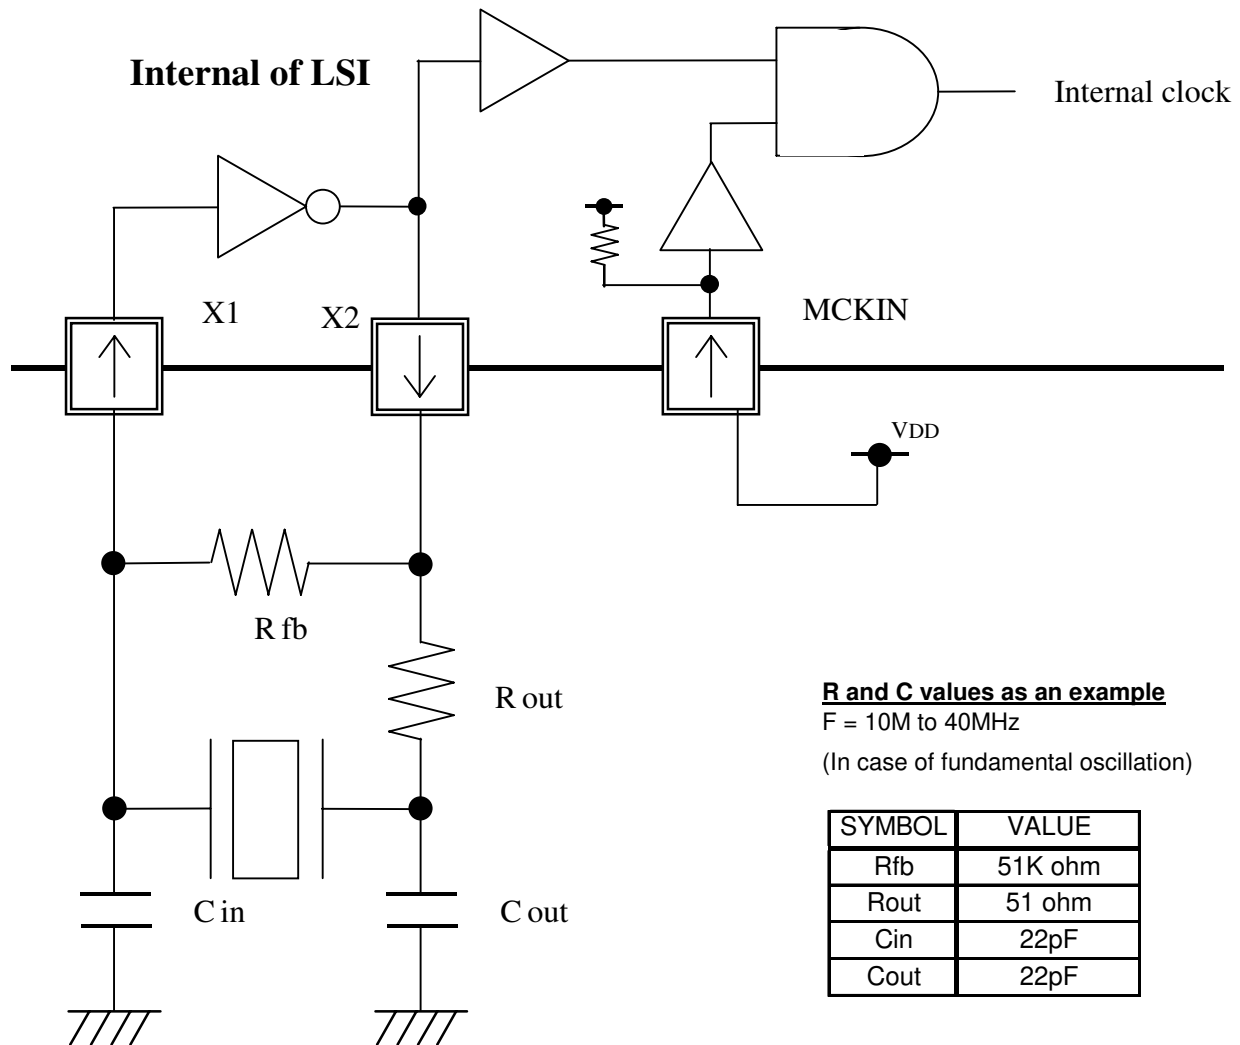 Internal of LSI
Internal clock
X1
X2
MCKIN
VDD
R fb
R out
C in
C out
R and C values as an example
F = 10M to 40MHz
(In case of fundamental oscillation)
SYMBOL VALUE
Rfb 51K ohm
Rout 51 ohm
Cin 22pF
Cout 22pF